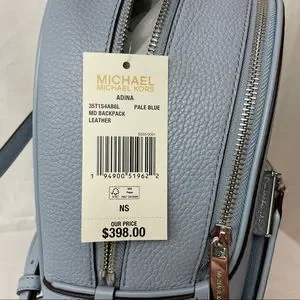 MICHAEL
MICHAEL KORS
ADINA
35T1S4AB6L PALE BLUE
MD BACKPACK
LEATHER
1 94900 51962 2
NS
OUR PRICE
$398.00